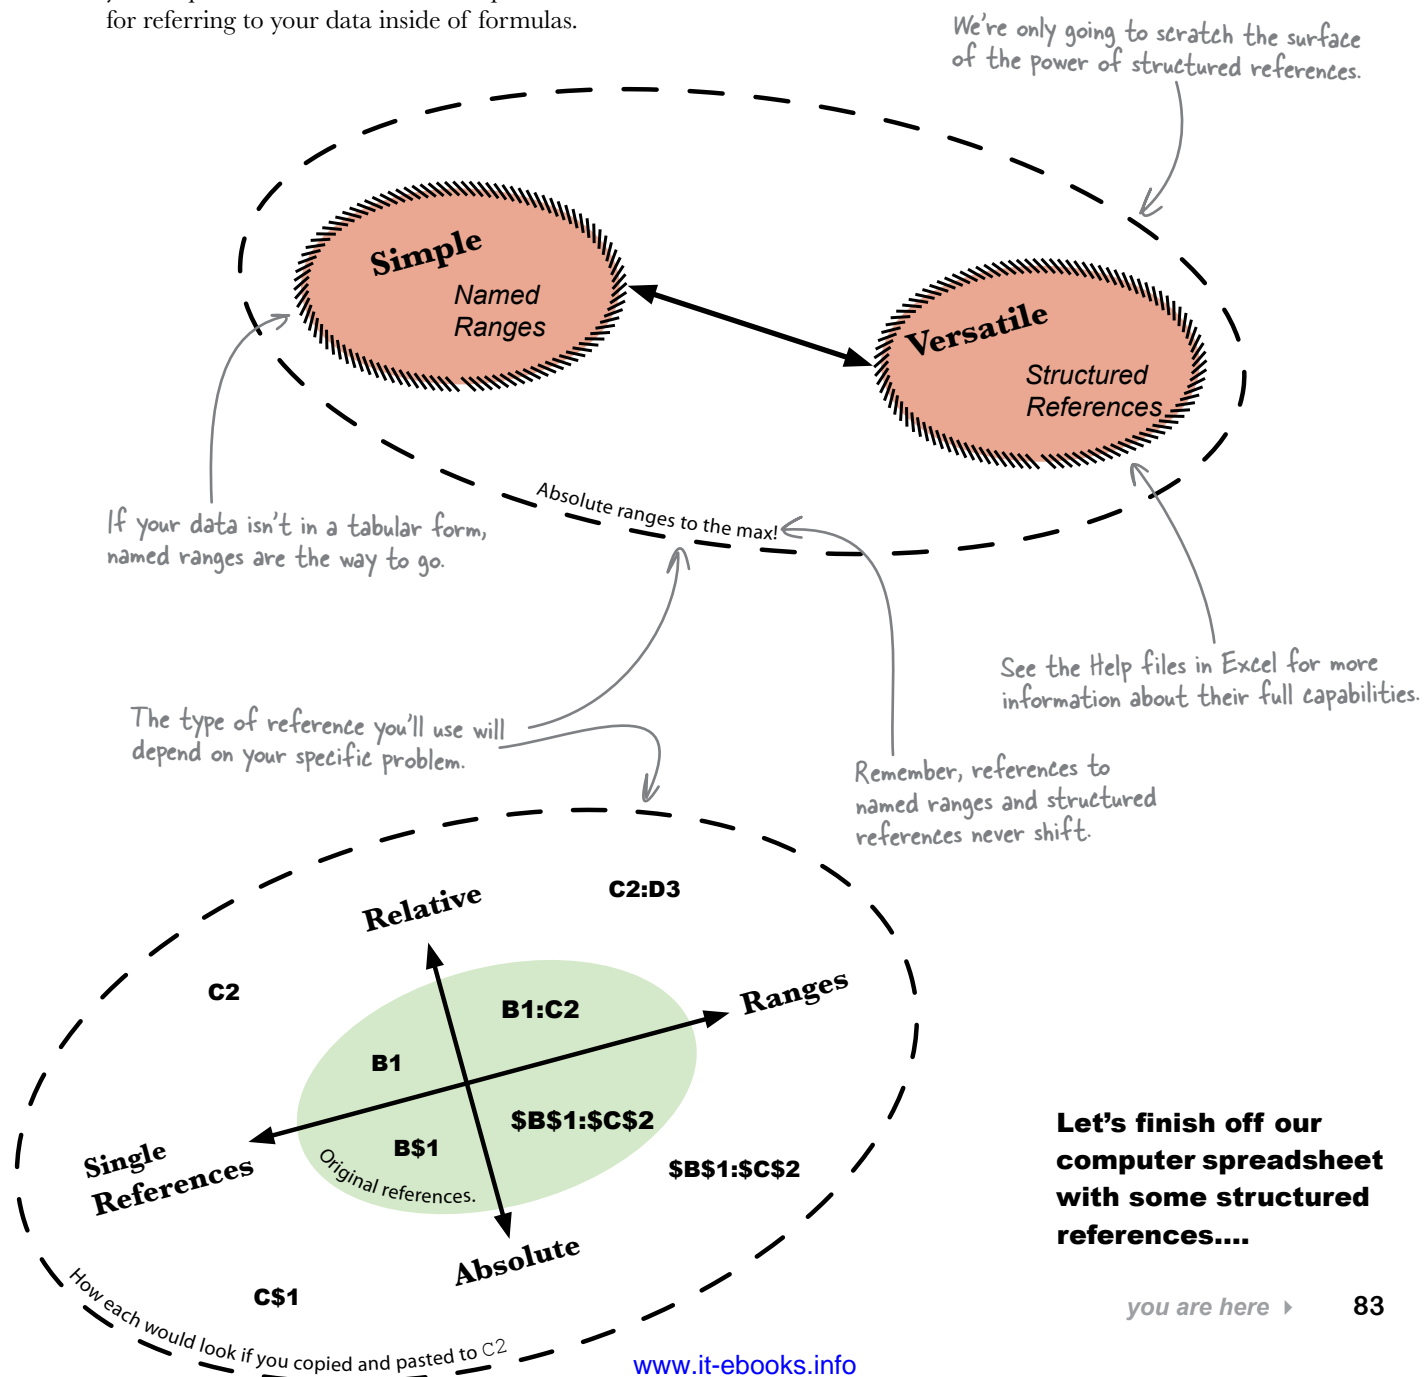 for referring to your data inside of formulas.
We're only going to scratch the surface
of the power of structured references.
Simple
Named
Ranges
Versatile
Structured
References
Absolute ranges to the max!
If your data isn't in a tabular form,
named ranges are the way to go.
See the Help files in Excel for more
information about their full capabilities.
The type of reference you'll use will
depend on your specific problem.
Remember, references to
named ranges and structured
references never shift.
Relative
C2:D3
C2
B1:C2
Ranges
B1
$B$1:$C$2
B$1
Original references.
Single
References
$B$1:$C$2
Absolute
C$1
How each would look if you copied and pasted to C2
Let's finish off our
computer spreadsheet
with some structured
references....
you are here
83
www.it-ebooks.info